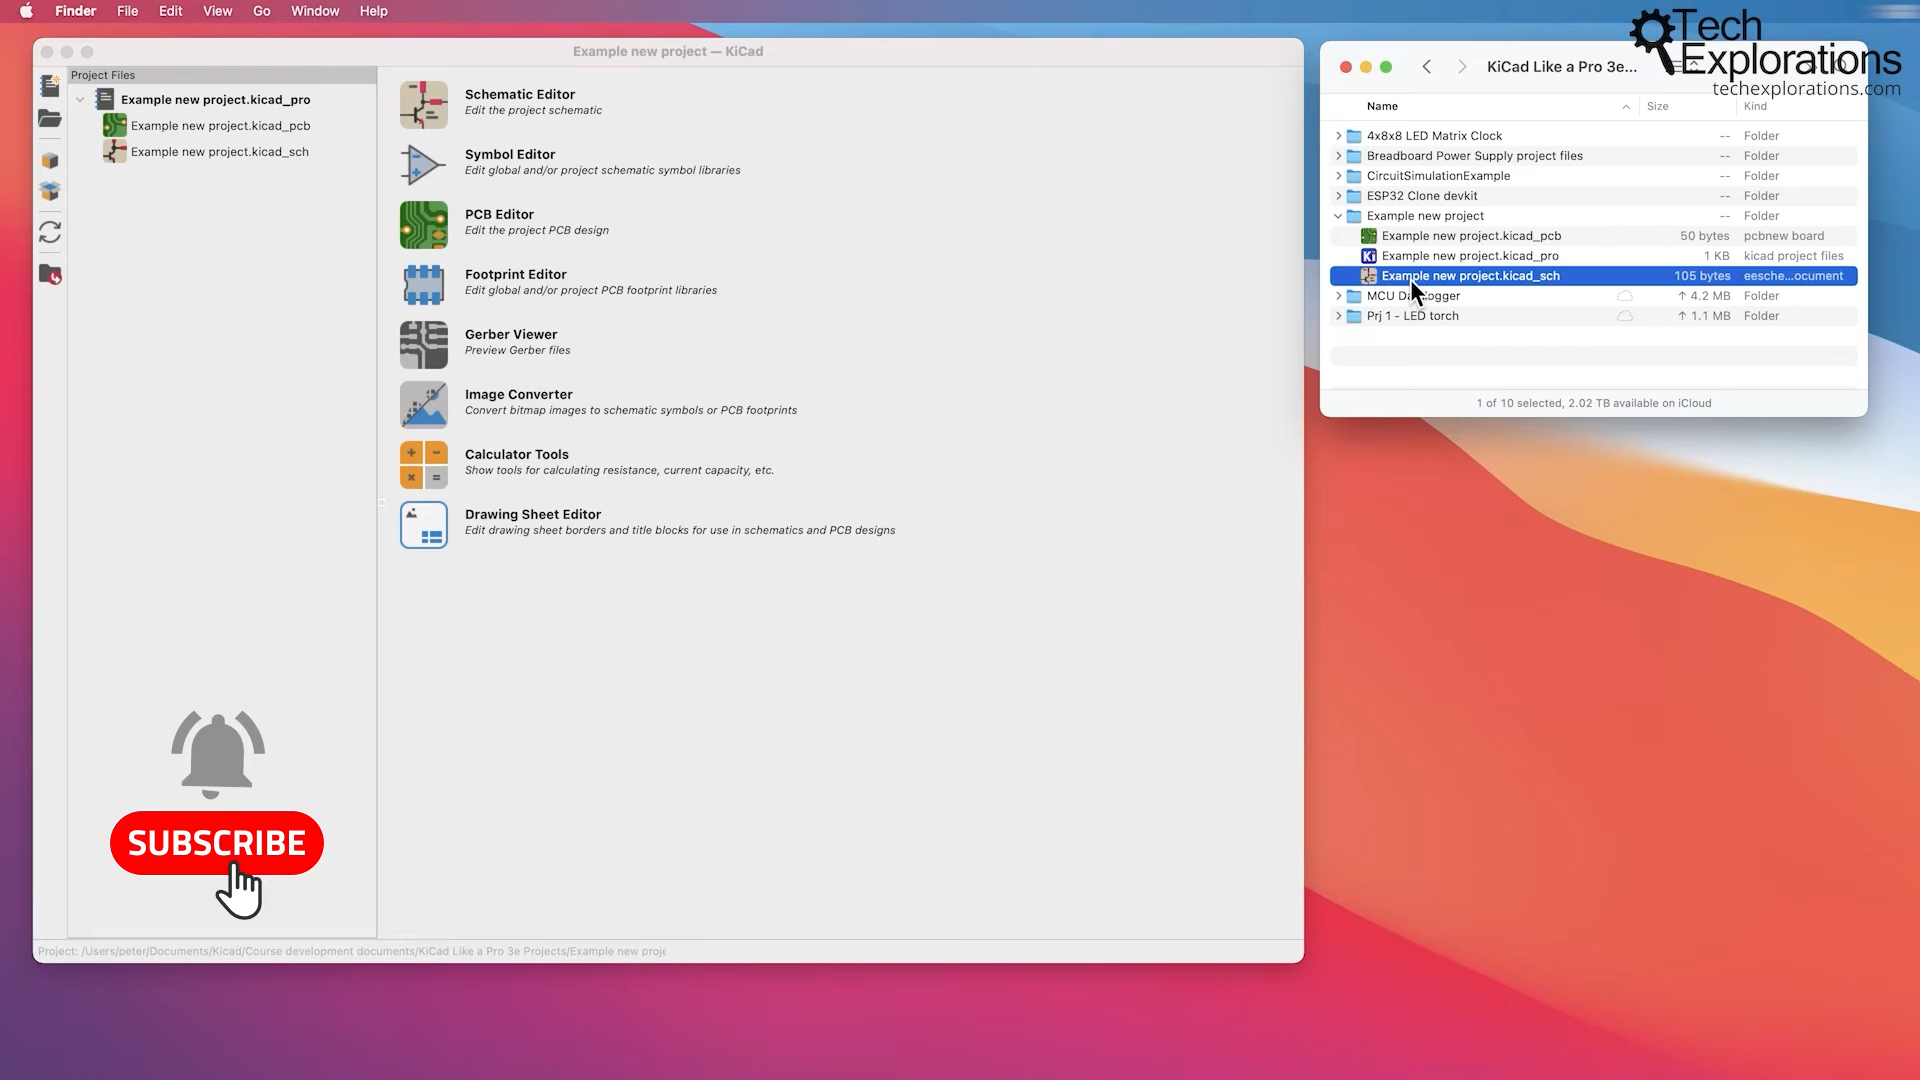 Finder File Edit View Go Window Help
Tech
Explorations
techexplorations.com
Example new project — KiCad
Project Files
Example new project.kicad_pro
Example new project.kicad_pcb
Example new project.kicad_sch
Schematic Editor
Edit the project schematic
Symbol Editor
Edit global and/or project schematic symbol libraries
PCB Editor
Edit the project PCB design
Footprint Editor
Edit global and/or project PCB footprint libraries
Gerber Viewer
Preview Gerber files
Image Converter
Convert bitmap images to schematic symbols or PCB footprints
Calculator Tools
Show tools for calculating resistance, current capacity, etc.
Drawing Sheet Editor
Edit drawing sheet borders and title blocks for use in schematics and PCB designs
SUBSCRIBE
Project: /Users/peter/Documents/Kicad/Course development documents/KiCad Like a Pro 3e Projects/Example new proje
KiCad Like a Pro 3e...
Name Size Kind
4x8x8 LED Matrix Clock -- Folder
Breadboard Power Supply project files -- Folder
CircuitSimulationExample -- Folder
ESP32 Clone devkit -- Folder
Example new project -- Folder
Example new project.kicad_pcb 50 bytes pcbnew board
Ki Example new project.kicad_pro 1 KB kicad project files
Example new project.kicad_sch 105 bytes eesche...ocument
MCU ↑ 4.2 MB Folder
Prj 1 - LED torch ↑ 1.1 MB Folder
1 of 10 selected, 2.02 TB available on iCloud